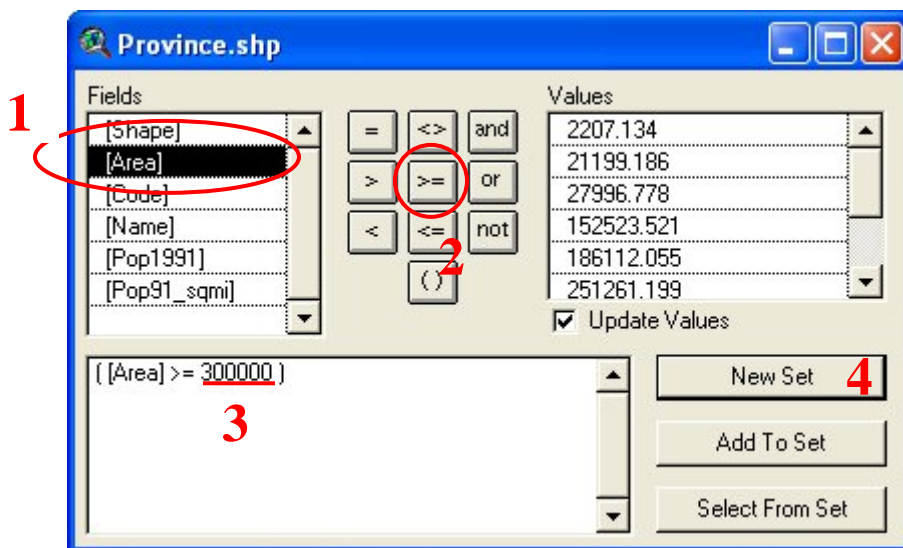 Province.shp
Fields
Values
1
[Shape]
[Area]
[Code]
[Name]
[Pop1991]
[Pop91_sqmi]
= <> and
> >= or
< <= not
2
()
2207.134
21199.186
27996.778
152523.521
186112.055
251261.199
Update Values
( [Area] >= 300000 )
3
New Set
4
Add To Set
Select From Set